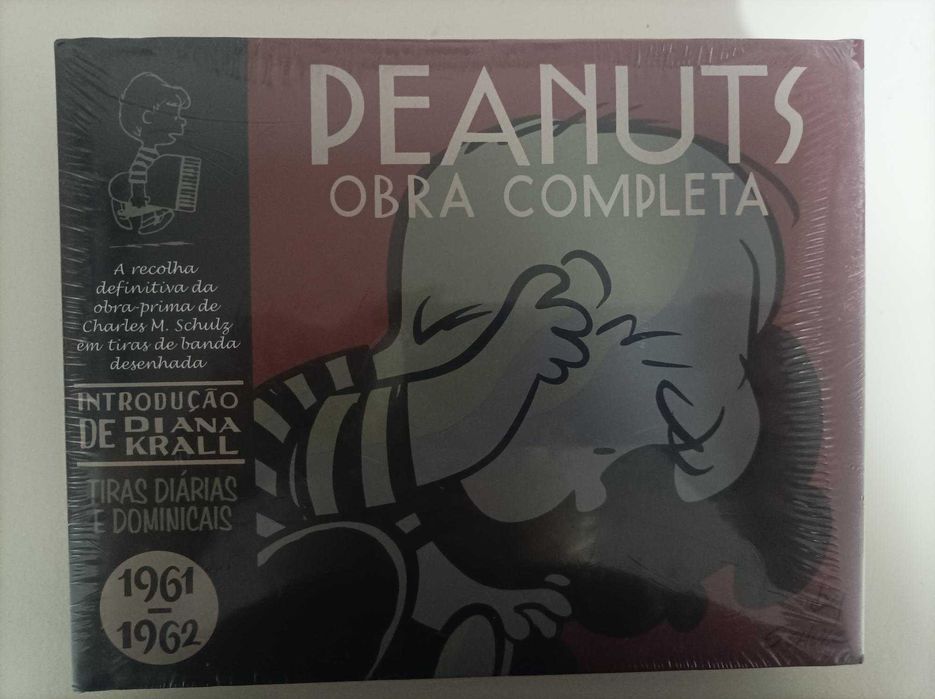 PEANUTS
OBRA COMPLETA
A recolha
definitiva da
obra-prima de
Charles M. Schulz
em tiras de banda
desenhada
INTRODUÇÃO
DE DIANA
KRALL
TIRAS DIÁRIAS
E DOMINICAIS
1961
1962